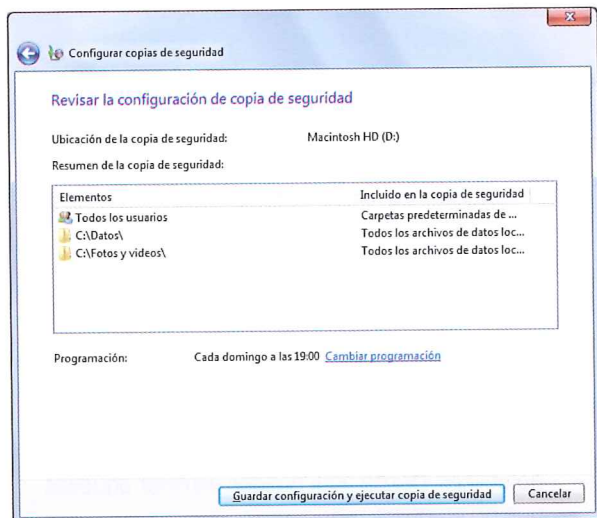 Configurar copias de seguridad
Revisar la configuración de copia de seguridad
Ubicación de la copia de seguridad: Macintosh HD (D:)
Resumen de la copia de seguridad:
Elementos Incluido en la copia de seguridad
Todos los usuarios Carpetas predeterminadas de ...
C:\Datos\ Todos los archivos de datos loc...
C:\Fotos y videos\ Todos los archivos de datos loc...
Programación: Cada domingo a las 19:00 Cambiar programación
Guardar configuración y ejecutar copia de seguridad Cancelar